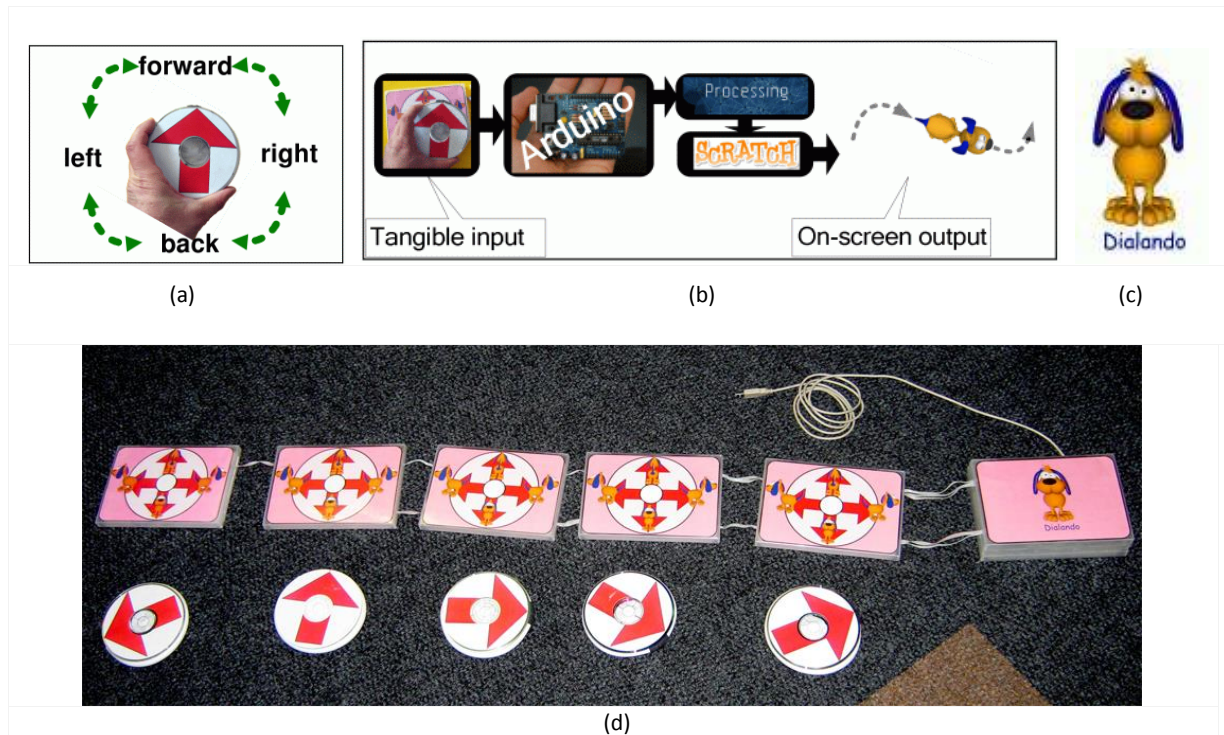 forward
left
right
back
Tangible input
Arduino
Processing
SCRATCH
On-screen output
Dialando
(a)
(b)
(c)
Dialando
(d)